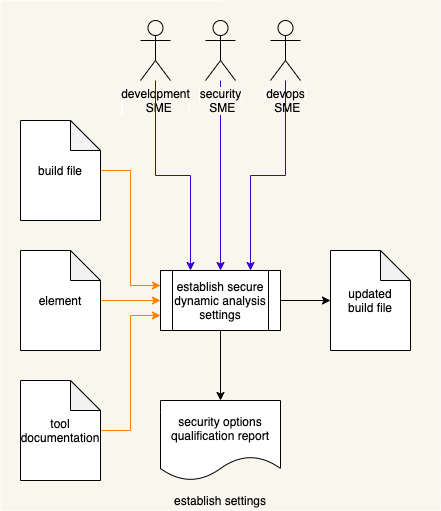 development
SME
security
SME
devops
SME
build file
element
tool
documentation
establish secure
dynamic analysis
settings
updated
build file
security options
qualification report
establish settings